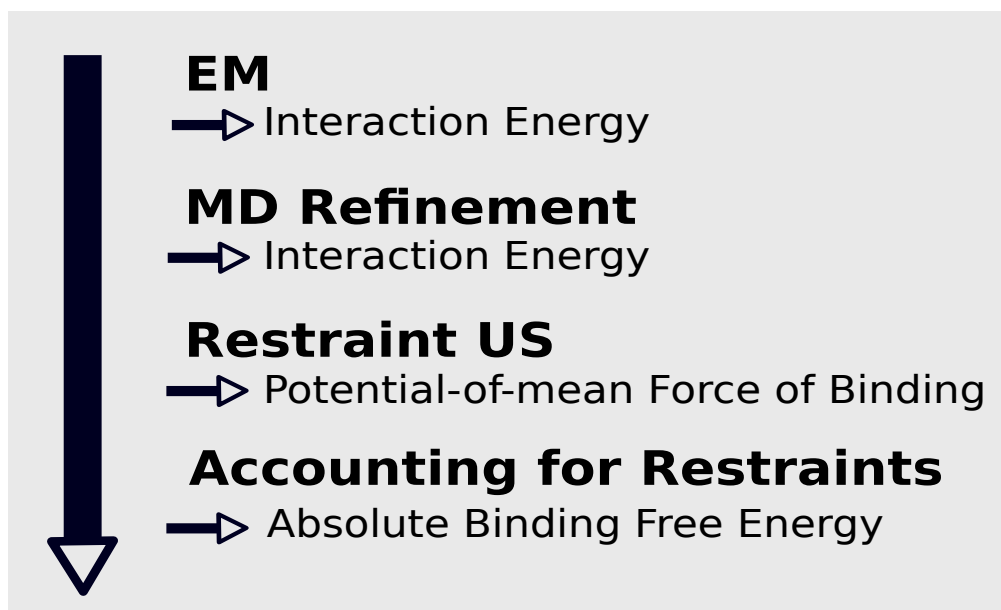 EM
Interaction Energy
MD Refinement
Interaction Energy
Restraint US
Potential-of-mean Force of Binding
Accounting for Restraints
Absolute Binding Free Energy